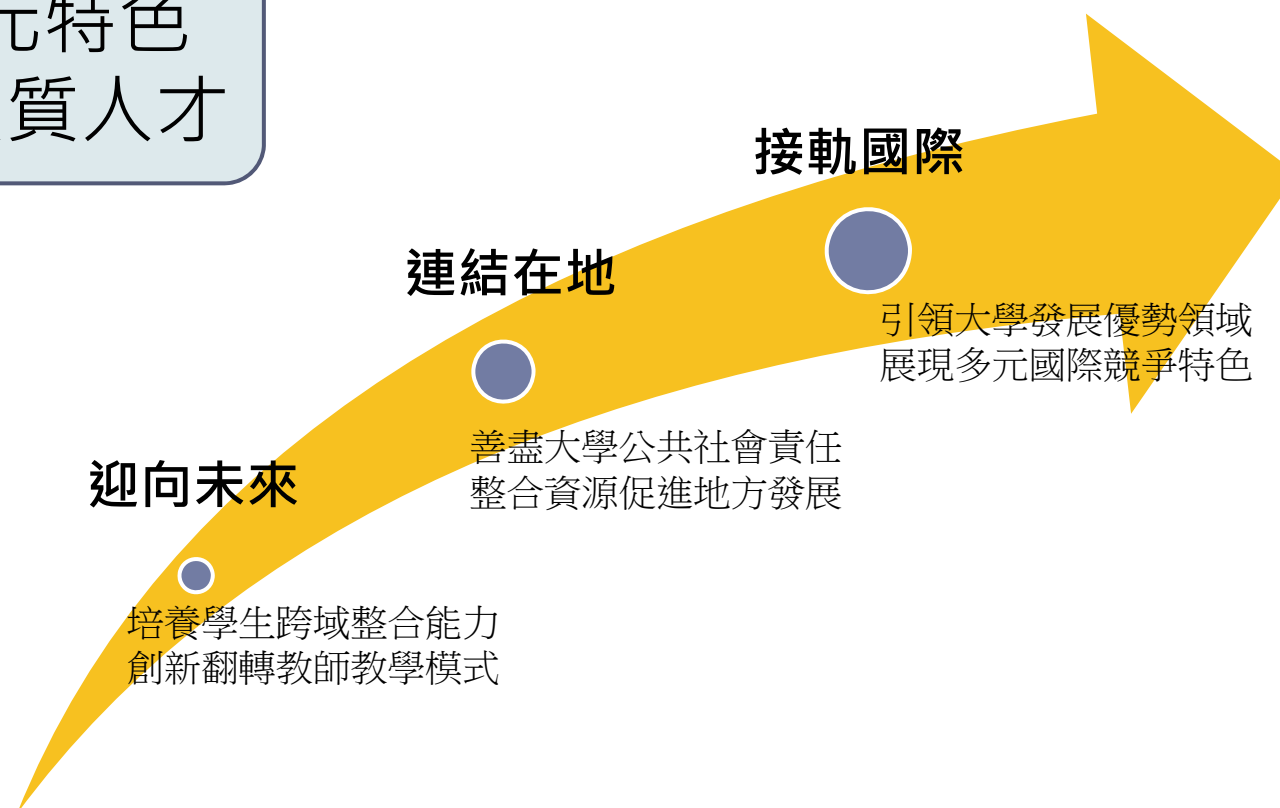 元特色
質人才
接軌國際
引領大學發展優勢領域
展現多元國際競爭特色
連結在地
善盡大學公共社會責任
整合資源促進地方發展
迎向未來
培養學生跨域整合能力
創新翻轉教師教學模式